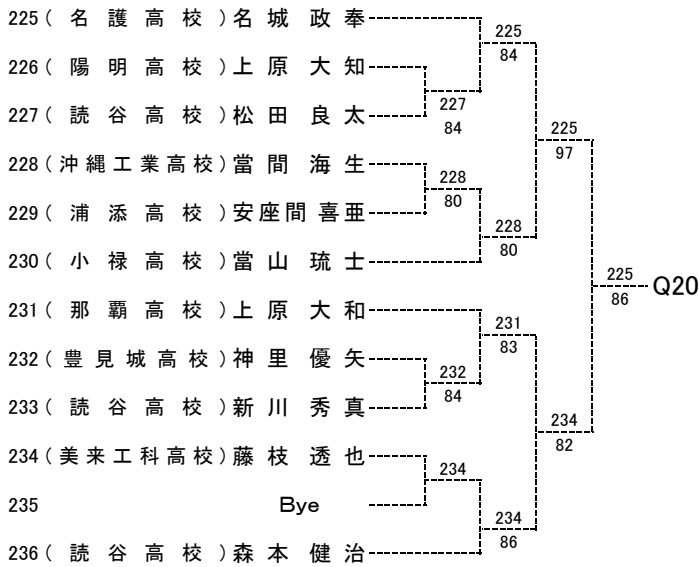 225 ( 名護高校 ) 名城 政奉
225
84
226 ( 陽明高校 ) 上原 大知
227
84
227 ( 読谷高校 ) 松田 良太
225
97
228 ( 沖縄工業高校 ) 當間 海生
228
80
229 ( 浦添高校 ) 安座間 喜亜
228
80
230 ( 小禄高校 ) 當山 琉士
225
86
Q20
231 ( 那覇高校 ) 上原 大和
231
83
232 ( 豊見城高校 ) 神里 優矢
232
84
233 ( 読谷高校 ) 新川 秀真
234
82
234 ( 美来工科高校 ) 藤枝 透也
234
235 Bye
234
86
236 ( 読谷高校 ) 森本 健治